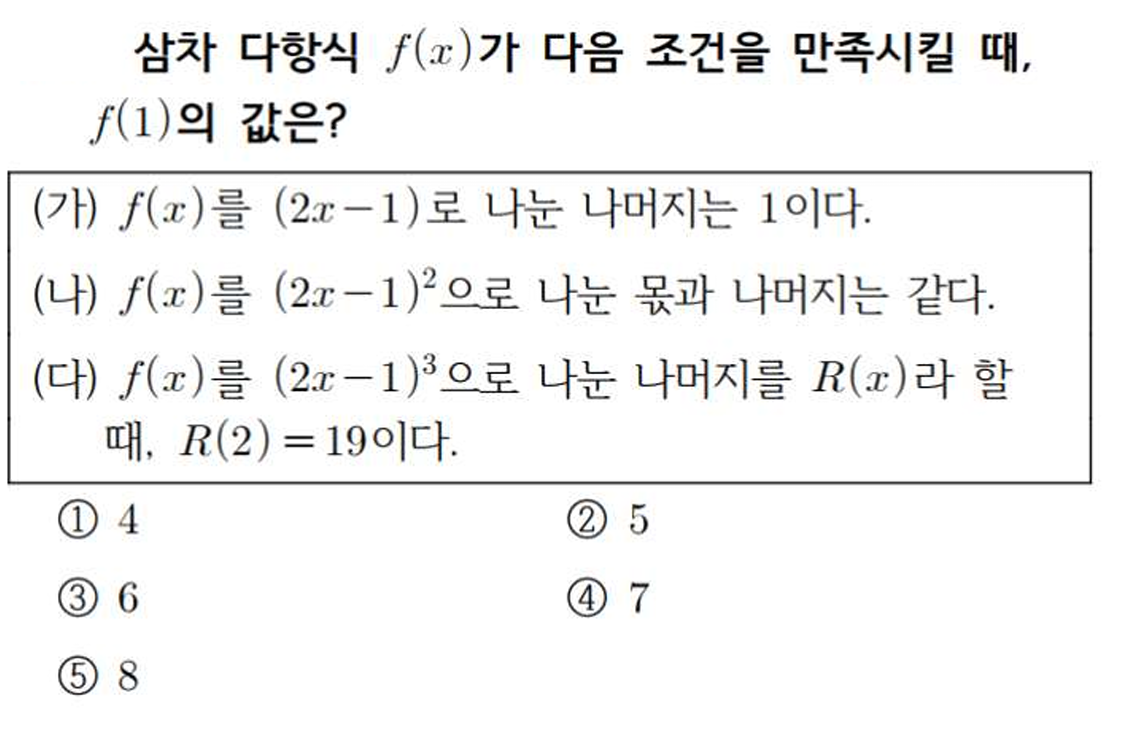 삼차 다항식 f(x)가 다음 조건을 만족시킬 때,
f(1)의 값은?
(가) f(x)를 (2x-1)로 나눈 나머지는 1이다.
(나) f(x)를 (2x-1)²으로 나눈 몫과 나머지는 같다.
(다) f(x)를 (2x-1)³으로 나눈 나머지를 R(x)라 할
때, R(2)=19이다.
① 4 ② 5
③ 6 ④ 7
⑤ 8